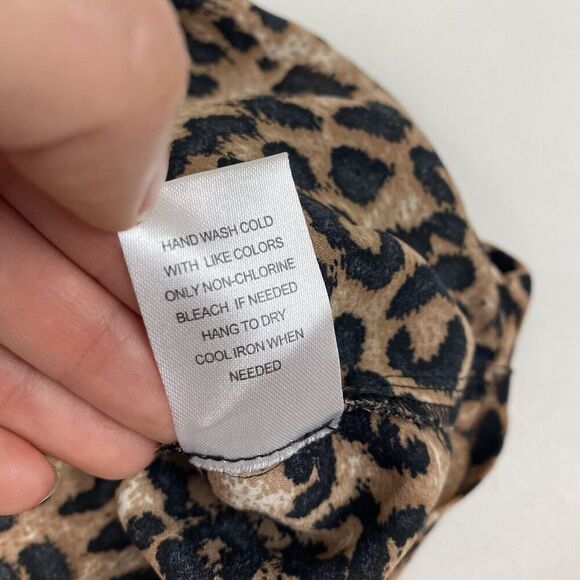 HAND WASH COLD
WITH LIKE COLORS
ONLY NON-CHLORINE
BLEACH IF NEEDED
HANG TO DRY
COOL IRON WHEN
NEEDED